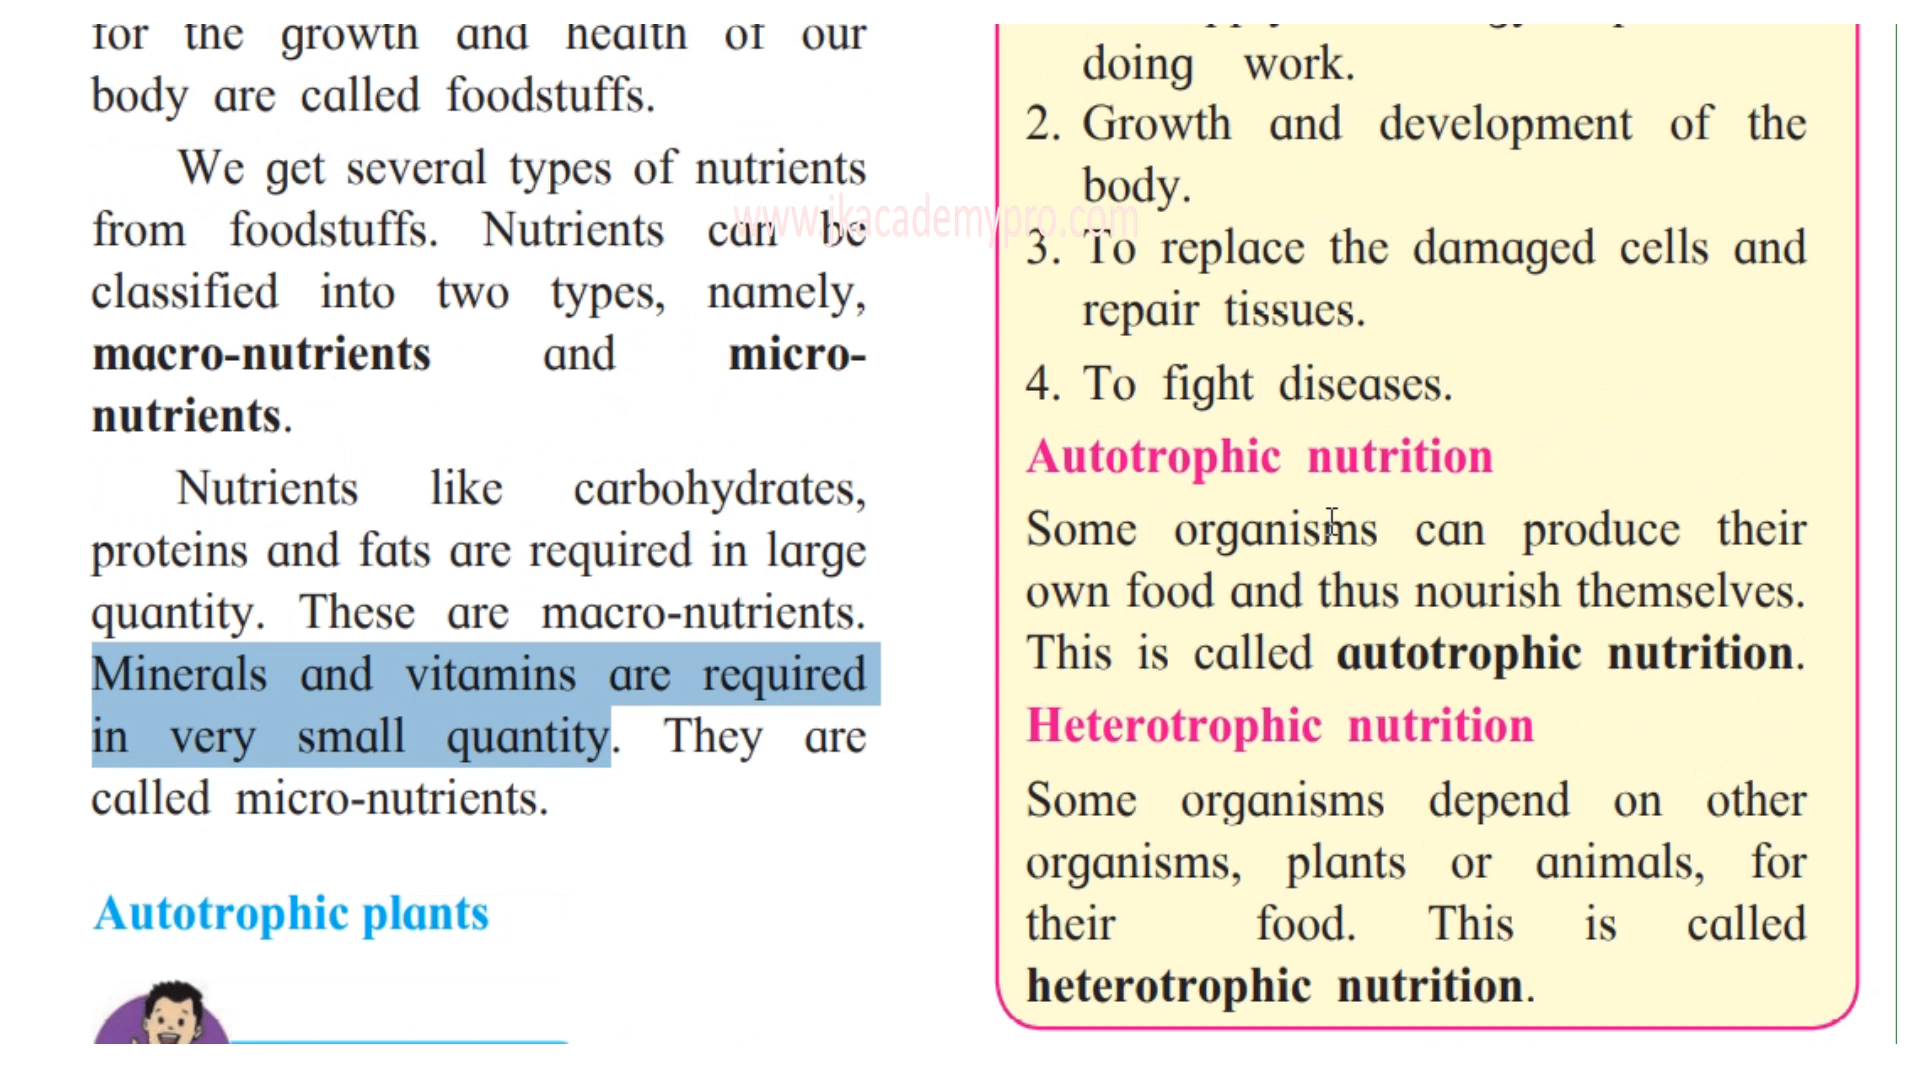 for the growth and health of our
body are called foodstuffs.
We get several types of nutrients
from foodstuffs. Nutrients can be
classified into two types, namely,
macro-nutrients and micro-
nutrients.
Nutrients like carbohydrates,
proteins and fats are required in large
quantity. These are macro-nutrients.
Minerals and vitamins are required
in very small quantity. They are
called micro-nutrients.
Autotrophic plants
doing work.
2. Growth and development of the
body.
3. To replace the damaged cells and
repair tissues.
4. To fight diseases.
Autotrophic nutrition
Some organisms can produce their
own food and thus nourish themselves.
This is called autotrophic nutrition.
Heterotrophic nutrition
Some organisms depend on other
organisms, plants or animals, for
their food. This is called
heterotrophic nutrition.
www.jkacademypro.com